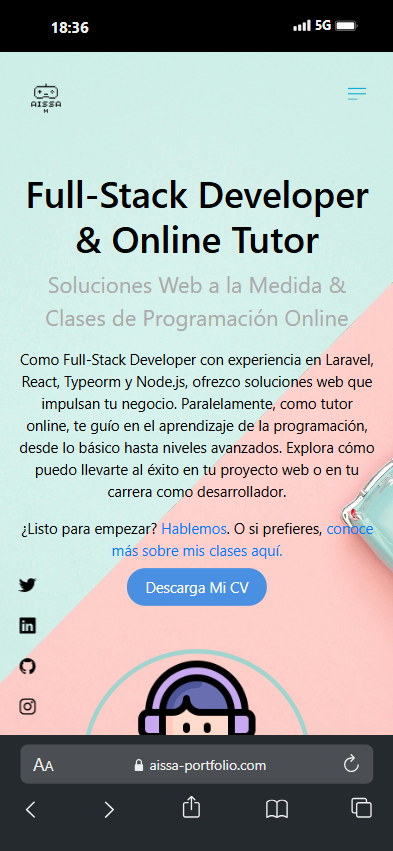 18:36
5G
AISSA
M
Full-Stack Developer
& Online Tutor
Soluciones Web a la Medida &
Clases de Programación Online
Como Full-Stack Developer con experiencia en Laravel,
React, Typeorm y Node.js, ofrezco soluciones web que
impulsan tu negocio. Paralelamente, como tutor
online, te guío en el aprendizaje de la programación,
desde lo básico hasta niveles avanzados. Explora cómo
puedo llevarte al éxito en tu proyecto web o en tu
carrera como desarrollador.
¿Listo para empezar? Hablemos. O si prefieres, conoce
más sobre mis clases aquí.
Descarga Mi CV
AA
aissa-portfolio.com